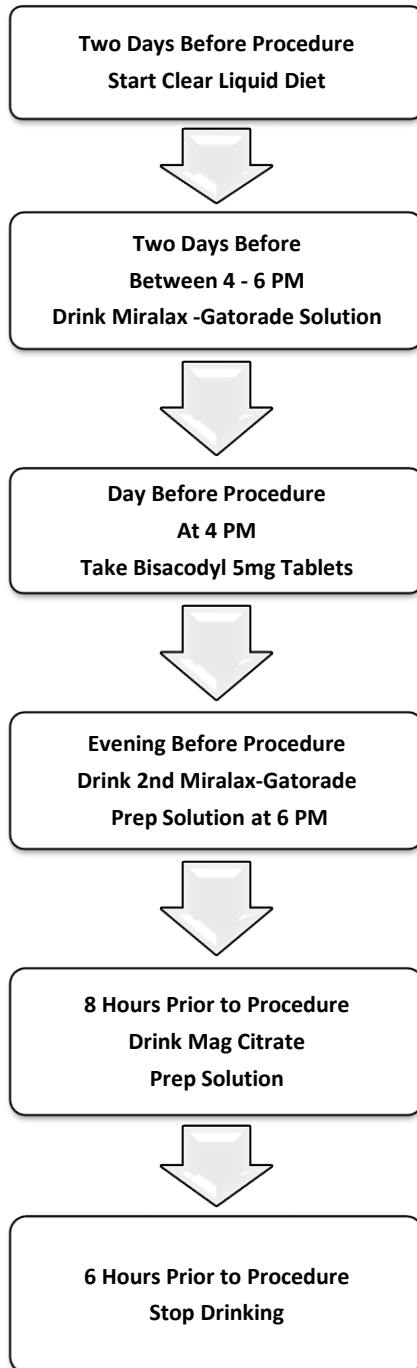 Two Days Before Procedure
Start Clear Liquid Diet
Two Days Before
Between 4 - 6 PM
Drink Miralax -Gatorade Solution
Day Before Procedure
At 4 PM
Take Bisacodyl 5mg Tablets
Evening Before Procedure
Drink 2nd Miralax-Gatorade
Prep Solution at 6 PM
8 Hours Prior to Procedure
Drink Mag Citrate
Prep Solution
6 Hours Prior to Procedure
Stop Drinking